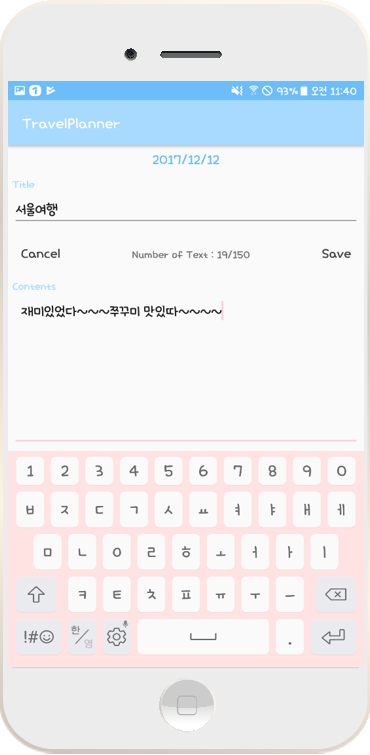 1 93% 오전 11:40
TravelPlanner
2017/12/12
Title
서울여행
Cancel Number of Text : 19/150 Save
Contents
재미있었다~~~쭈꾸미 맛있따~~~~
1 2 3 4 5 6 7 8 9 0
ㅂ ㅈ ㄷ ㄱ ㅅ ㅛ ㅕ ㅑ ㅐ ㅔ
ㅁ ㄴ ㅇ ㄹ ㅎ ㅗ ㅓ ㅏ ㅣ
ㅋ ㅌ ㅊ ㅍ ㅠ ㅜ ㅡ
!#☺ 한/영 .